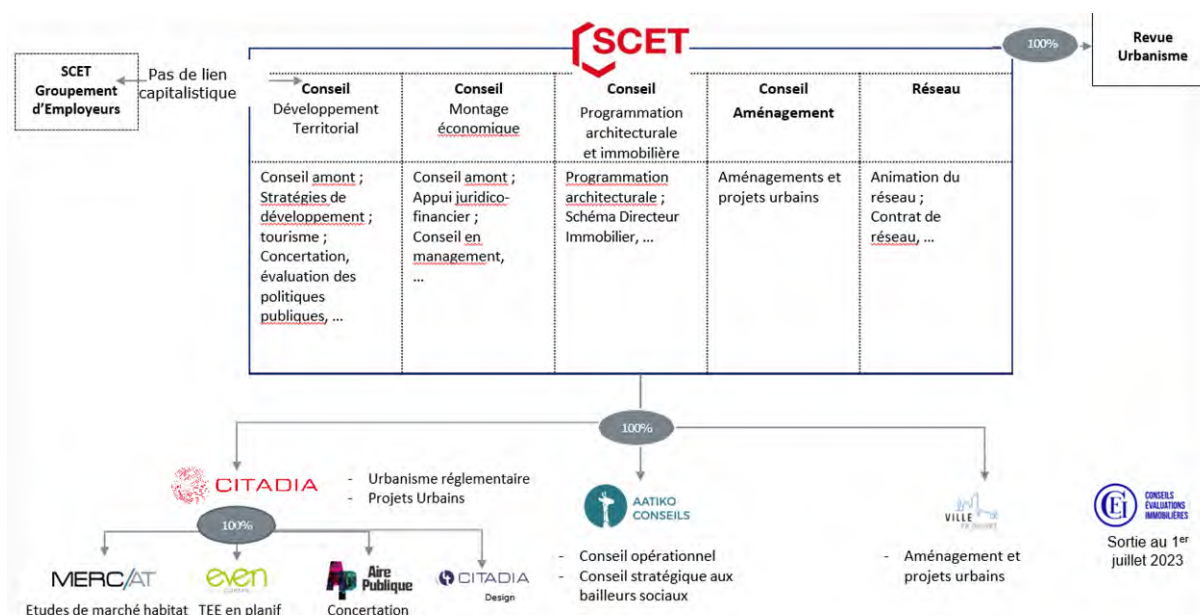 SCET
100%
Revue
Urbanisme
SCET
Groupement
d'Employeurs
Pas de lien
capitalistique
Conseil
Développement
Territorial
Conseil
Montage
économique
Conseil
Programmation
architecturale
et immobilière
Conseil
Aménagement
Réseau
Conseil amont ;
Stratégies de
développement ;
tourisme ;
Concertation,
évaluation des
politiques
publiques, ...
Conseil amont ;
Appui juridico-
financier ;
Conseil en
management,
...
Programmation
architecturale ;
Schéma Directeur
Immobilier, ...
Aménagements et
projets urbains
Animation du
réseau ;
Contrat de
réseau, ...
100%
CITADIA
- Urbanisme réglementaire
- Projets Urbains
100%
MERC/AT
Etudes de marché habitat
even
TEE en planif
Ap Aire
Publique
Concertation
CITADIA
Design
AATIKO
CONSEILS
- Conseil opérationnel
- Conseil stratégique aux
bailleurs sociaux
VILLE
- Aménagement et
projets urbains
CEI
CONSEILS
ÉVALUATIONS
IMMOBILIÈRES
Sortie au 1er
juillet 2023